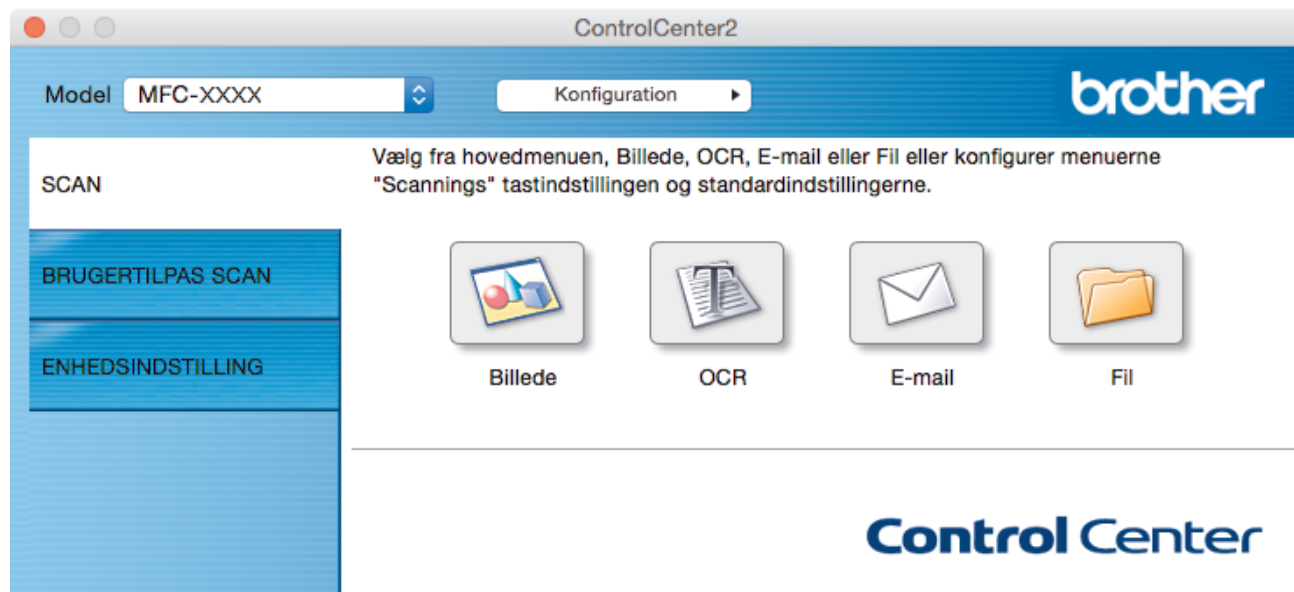 ControlCenter2
Model MFC-XXXX Konfiguration brother
SCAN
Vælg fra hovedmenuen, Billede, OCR, E-mail eller Fil eller konfigurer menuerne
"Scannings" tastindstillingen og standardindstillingerne.
BRUGERTILPAS SCAN
ENHEDSINDSTILLING
Billede OCR E-mail Fil
Control Center